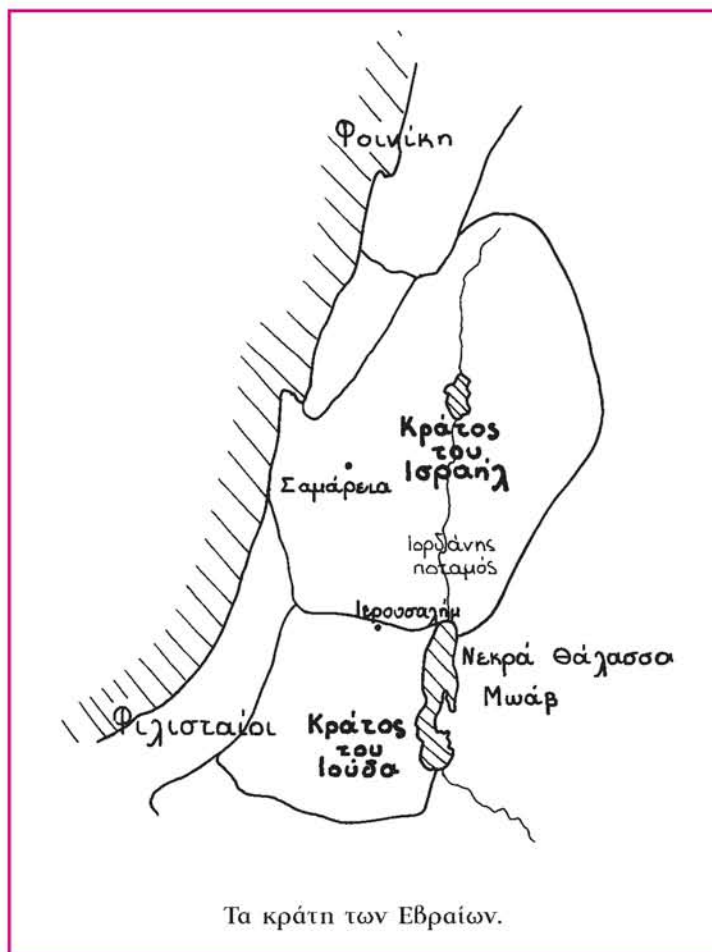 Φοινίκη
Κράτος
του
Ισραήλ
Σαμάρεια
Ιορδάνης
ποταμός
Ιερουσαλήμ
Νεκρά Θάλασσα
Μωάβ
Φιλισταίοι
Κράτος
του
Ιούδα
Τα κράτη των Εβραίων.